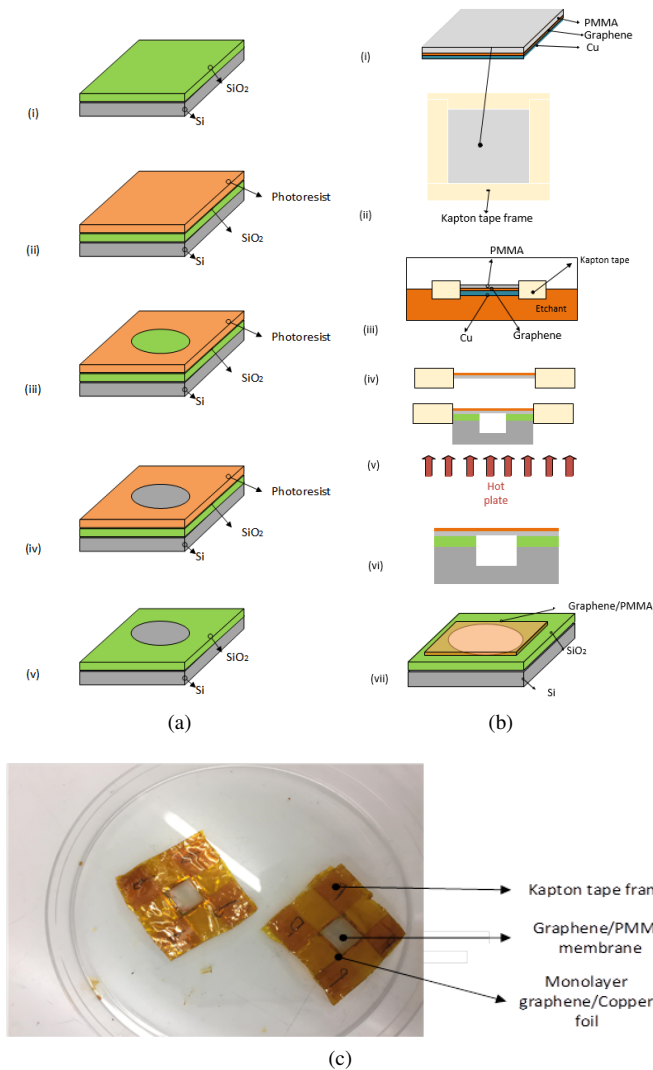 (i)
SiO₂
Si
(ii)
Photoresist
SiO₂
Si
(iii)
Photoresist
SiO₂
Si
(iv)
Photoresist
SiO₂
Si
(v)
SiO₂
Si
(a)
PMMA
Graphene
Cu
(i)
(ii)
Kapton tape frame
PMMA
Kapton tape
(iii)
Etchant
Cu
Graphene
(iv)
(v)
Hot
plate
(vi)
Graphene/PMMA
SiO₂
(vii)
Si
(b)
Kapton tape fran
Graphene/PMM
membrane
Monolayer
graphene/Copper
foil
(c)